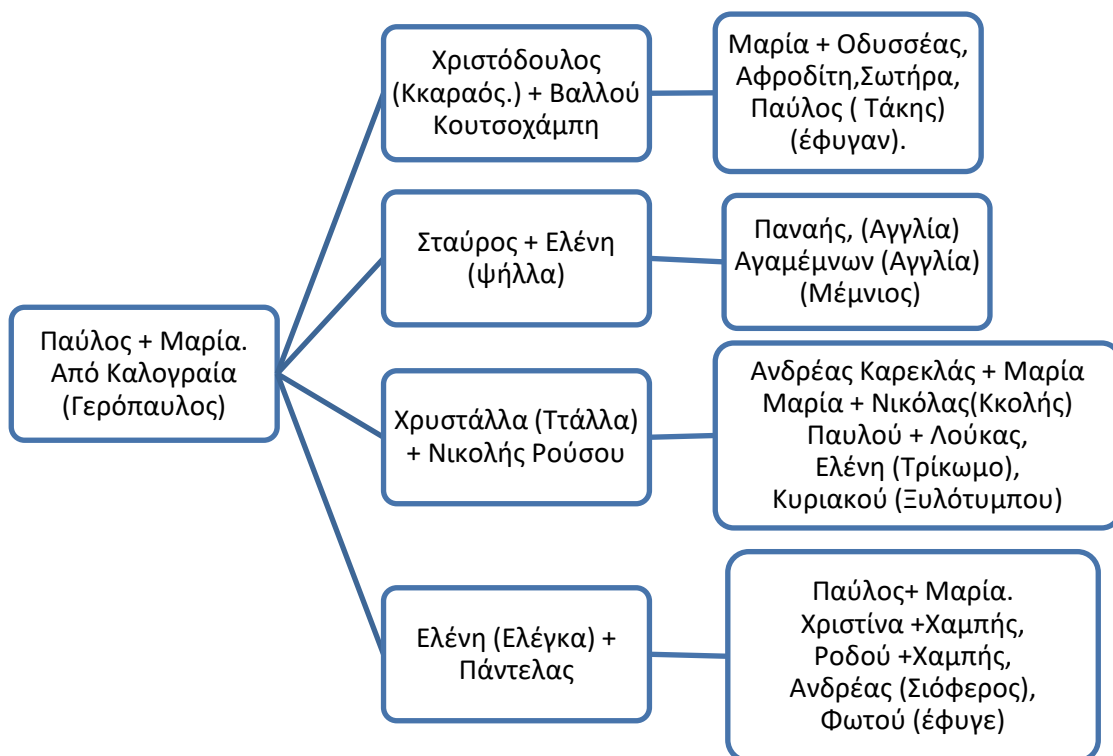 Χριστόδουλος
(Κκαραός.) + Βαλλού
Κουτσοχάμπη
Μαρία + Οδυσσέας,
Αφροδίτη,Σωτήρα,
Παύλος ( Τάκης)
(έφυγαν).
Σταύρος + Ελένη
(ψήλλα)
Παναής, (Αγγλία)
Αγαμέμνων (Αγγλία)
(Μέμνιος)
Παύλος + Μαρία.
Από Καλογραία
(Γερόπαυλος)
Χρυστάλλα (Ττάλλα)
+ Νικολής Ρούσου
Ανδρέας Καρεκλάς + Μαρία
Μαρία + Νικόλας(Κκολής)
Παυλού + Λούκας,
Ελένη (Τρίκωμο),
Κυριακού (Ξυλότυμπου)
Ελένη (Ελέγκα) +
Πάντελας
Παύλος+ Μαρία.
Χριστίνα +Χαμπής,
Ροδού +Χαμπής,
Ανδρέας (Σιόφερος),
Φωτού (έφυγε)